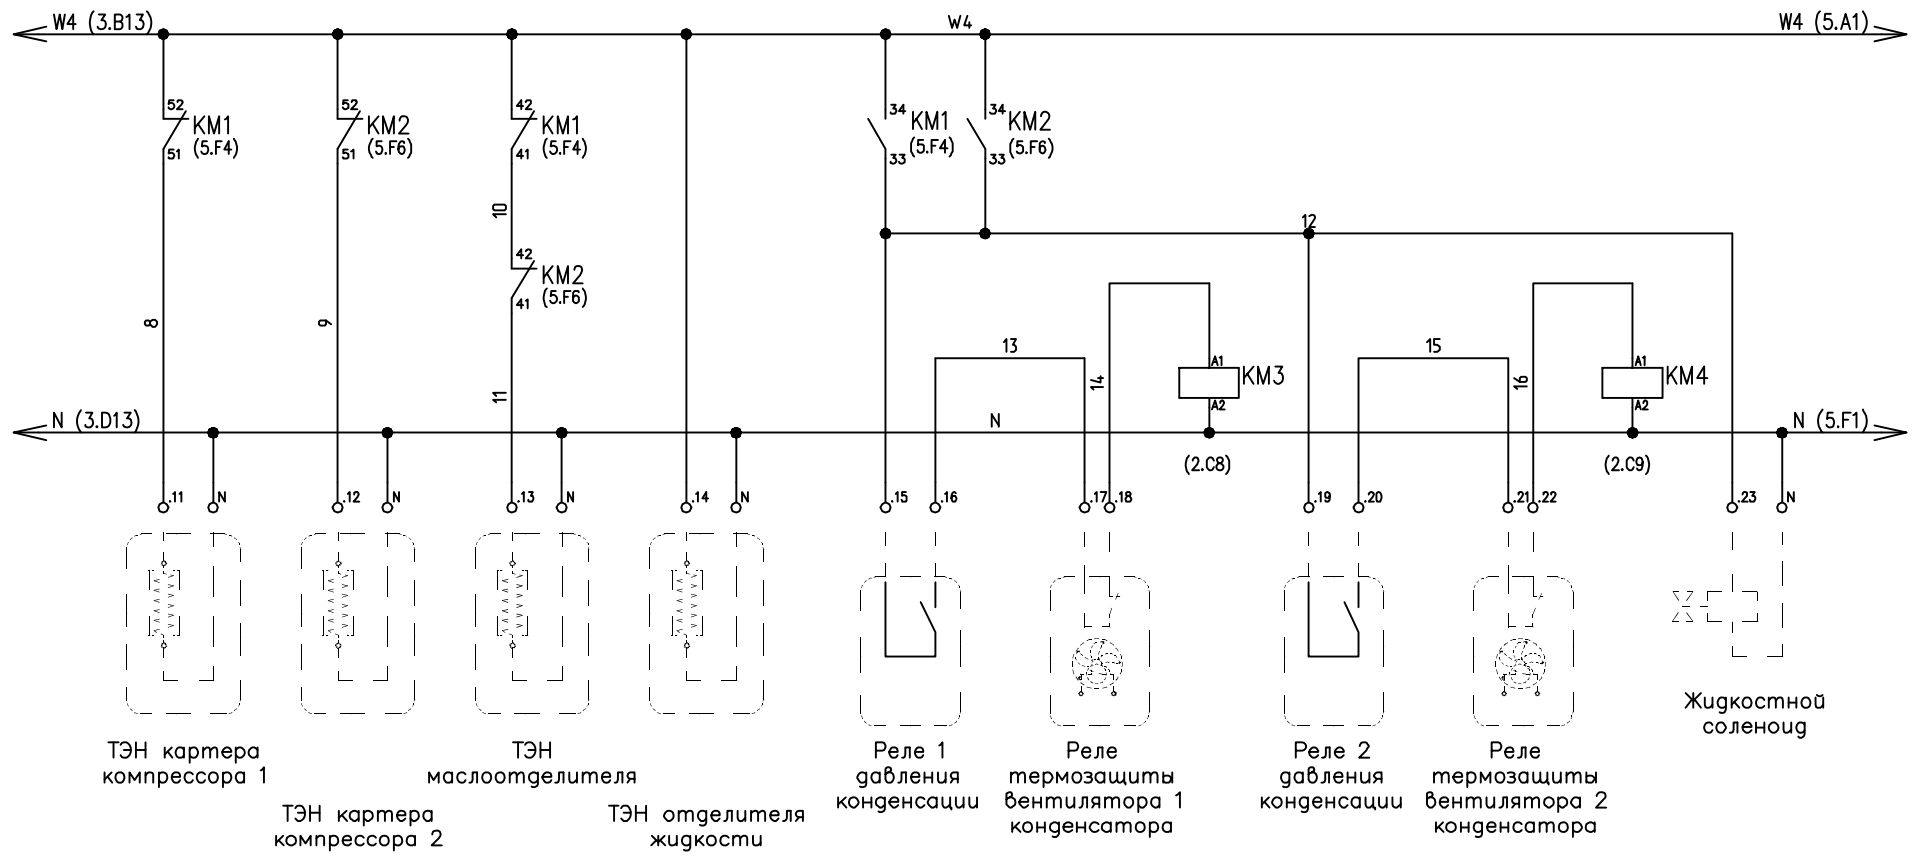 W4 (3.B13)
W4
W4 (5.A1)
52
KM1
(5.F4)
51
52
KM2
(5.F6)
51
42
KM1
(5.F4)
41
34
KM1
(5.F4)
33
34
KM2
(5.F6)
33
10
12
42
KM2
(5.F6)
41
8
9
11
13
14
A1
KM3
A2
15
16
A1
KM4
A2
N (3.D13)
N
N (5.F1)
(2.C8)
(2.C9)
.11
N
.12
N
.13
N
.14
N
.15
.16
.17
.18
.19
.20
.21
.22
.23
N
ТЭН картера
компрессора 1
ТЭН картера
компрессора 2
ТЭН
маслоотделителя
ТЭН отделителя
жидкости
Реле 1
давления
конденсации
Реле
термозащиты
вентилятора 1
конденсатора
Реле 2
давления
конденсации
Реле
термозащиты
вентилятора 2
конденсатора
Жидкостной
соленоид